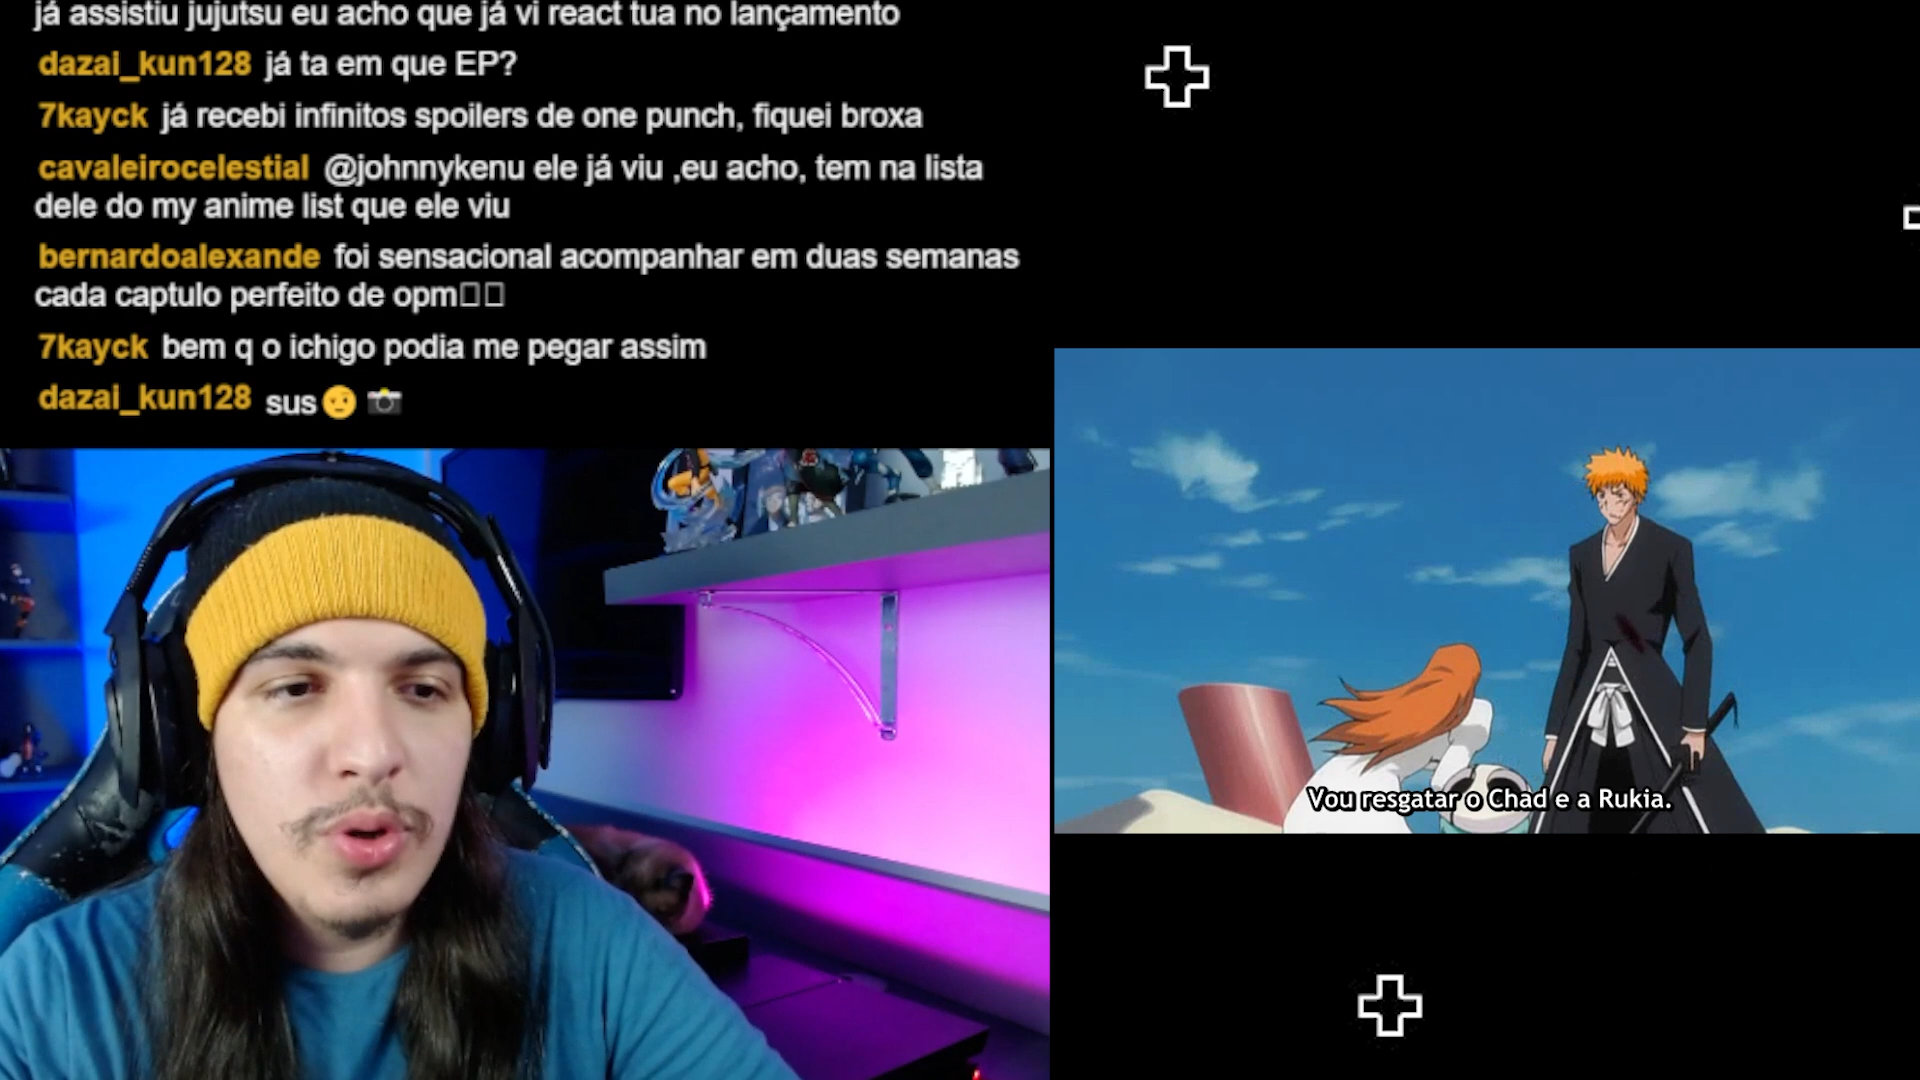 já assistiu jujutsu eu acho que já vi react tua no lançamento
dazai_kun128 já ta em que EP?
7kayck já recebi infinitos spoilers de one punch, fiquei broxa
cavaleirocelestial @johnnykenu ele já viu ,eu acho, tem na lista
dele do my anime list que ele viu
bernardoalexande foi sensacional acompanhar em duas semanas
cada captulo perfeito de opm
7kayck bem q o ichigo podia me pegar assim
dazai_kun128 sus🤨 📸
Vou resgatar o Chad e a Rukia.